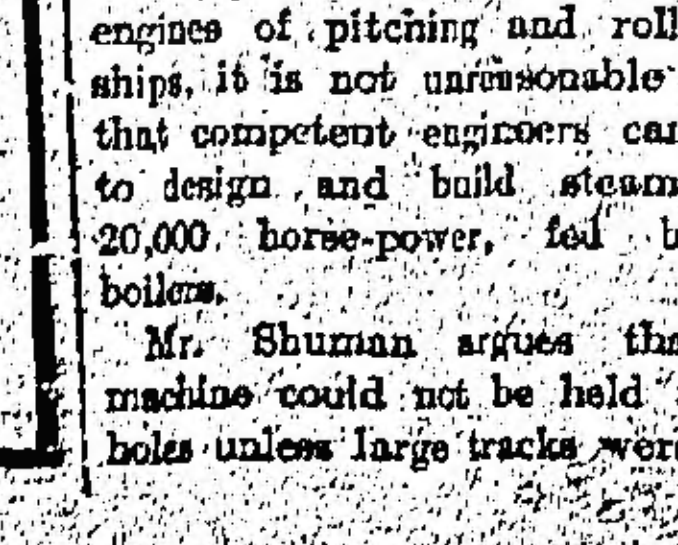 engines of pitching and roll
ships, it is not unreasonable
that competent engineers can
to design and build steam
20,000 horse-power, fed b
boilers.
Mr. Shuman argues tha
machine could not be held
holes unless large tracks were